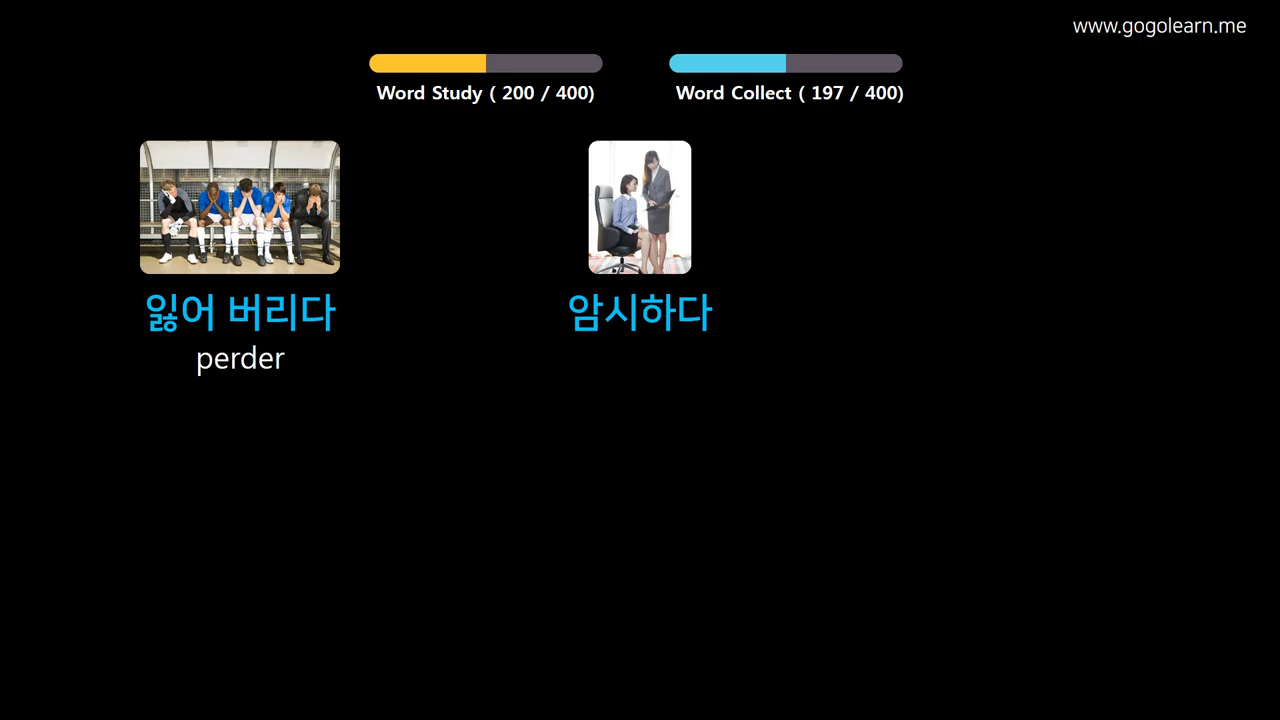 www.gogolearn.me
Word Study ( 200 / 400)
Word Collect ( 197 / 400)
잃어 버리다
암시하다
perder